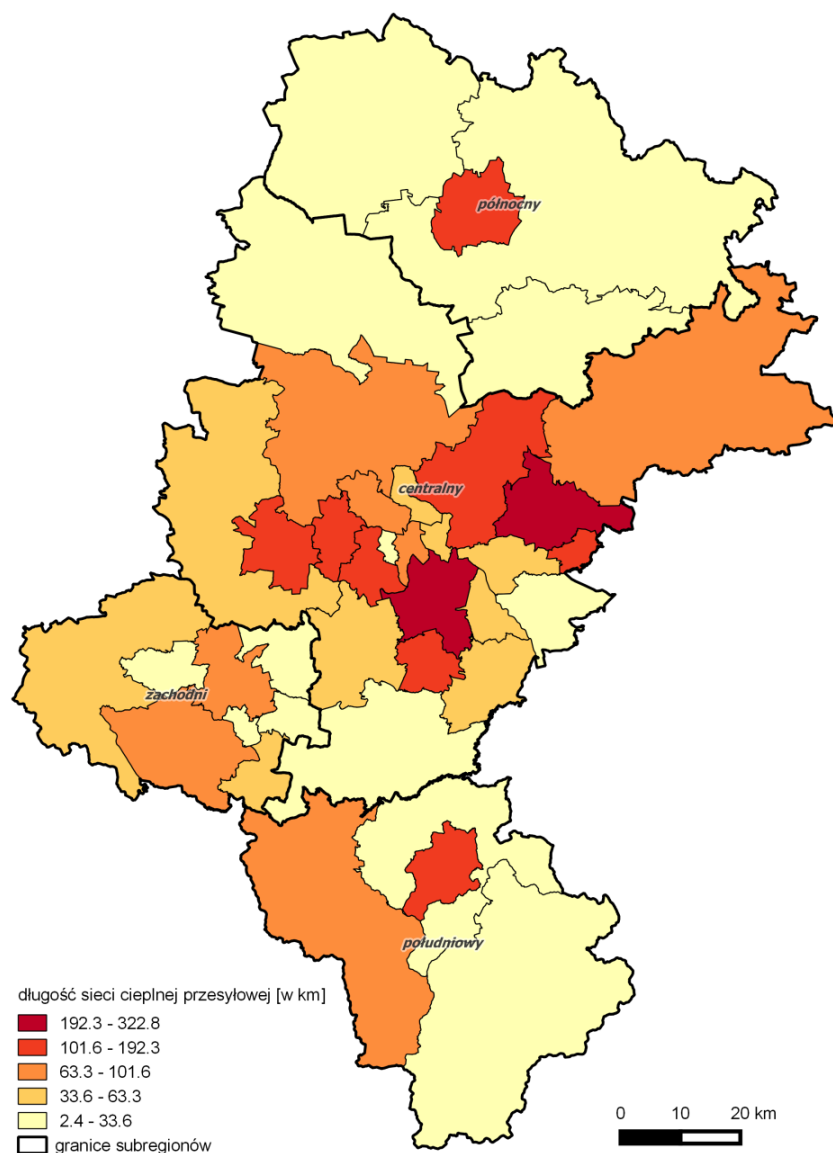 północny
centralny
zachodni
południowy
długość sieci cieplnej przesyłowej [w km]
192.3 - 322.8
101.6 - 192.3
63.3 - 101.6
33.6 - 63.3
2.4 - 33.6
granice subregionów
0 10 20 km